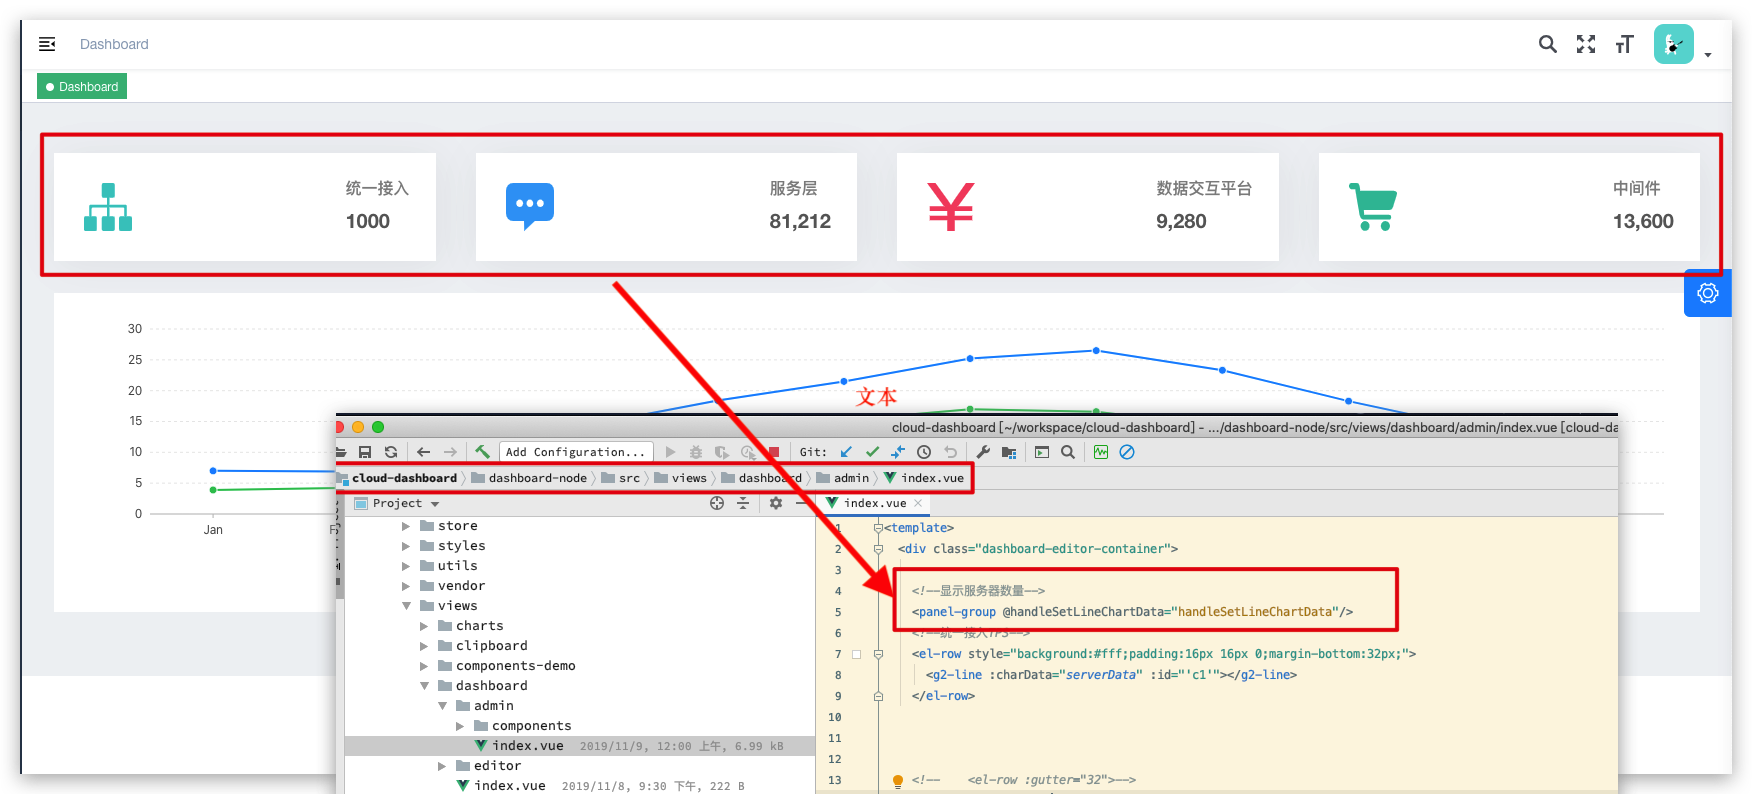 Dashboard
Dashboard
统一接入
1000
服务层
81,212
数据交互平台
9,280
中间件
13,600
30
25
20
15
10
5
0
Jan
文本
cloud-dashboard [~/workspace/cloud-dashboard] - .../dashboard-node/src/views/dashboard/admin/index.vue [cloud-da
Add Configuration...
Git:
cloud-dashboard
dashboard-node
src
views
dashboard
admin
index.vue
Project
index.vue
store
styles
utils
vendor
views
charts
clipboard
components-demo
dashboard
admin
components
index.vue 2019/11/9, 12:00 上午, 6.99 kB
editor
index.vue 2019/11/8, 9:30 下午, 222 B
1 <template>
2 <div class="dashboard-editor-container">
3
4 <!--显示服务器数量-->
5 <panel-group @handleSetLineChartData="handleSetLineChartData"/>
6 <!--统一接入TPS-->
7 <el-row style="background:#fff;padding:16px 16px 0;margin-bottom:32px;">
8 <g2-line :charData="serverData" :id="'c1'"></g2-line>
9 </el-row>
10
11
12
13 <!-- <el-row :gutter="32">-->